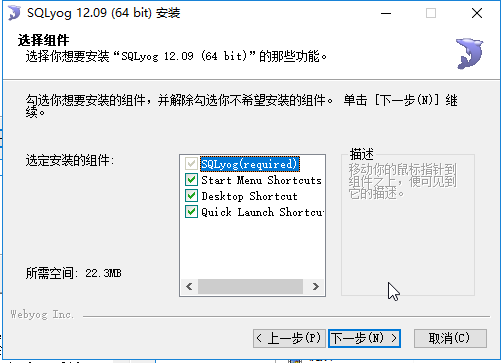 SQLyog 12.09 (64 bit) 安装
选择组件
选择你想要安装“SQLyog 12.09 (64 bit)”的那些功能。
勾选你想要安装的组件，并解除勾选你不希望安装的组件。 单击 [下一步(N)] 继
续。
选定安装的组件:
SQLyog(required)
Start Menu Shortcuts
Desktop Shortcut
Quick Launch Shortcu
描述
移动你的鼠标指针到
组件之上，便可见到
它的描述。
所需空间: 22.3MB
Webyog Inc.
< 上一步(P) 下一步(N) > 取消(C)